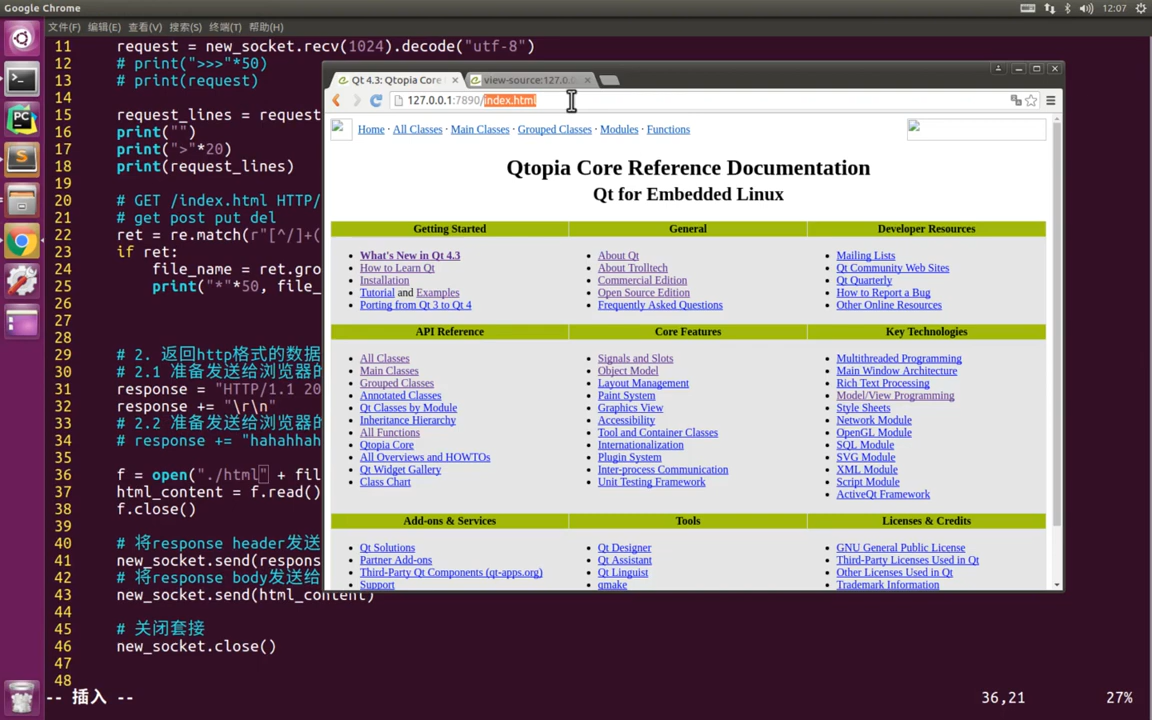 Google Chrome
12:07
文件(F) 编辑(E) 查看(V) 搜索(S) 终端(T) 帮助(H)
11 request = new_socket.recv(1024).decode("utf-8")
12 # print(">>>"*50)
13 # print(request)
14
15 request_lines = request
16 print("")
17 print(">"*20)
18 print(request_lines)
19
20 # GET /index.html HTTP/
21 # get post put del
22 ret = re.match(r"[^/]+(
23 if ret:
24 file_name = ret.gro
25 print("*"*50, file_
26
27
28
29 # 2. 返回http格式的数据
30 # 2.1 准备发送给浏览器的
31 response = "HTTP/1.1 20
32 response += "\r\n"
33 # 2.2 准备发送给浏览器的
34 # response += "hahahhah
35
36 f = open("./html" + fil
37 html_content = f.read()
38 f.close()
39
40 # 将response header发送
41 new_socket.send(respons
42 # 将response body发送给
43 new_socket.send(html_content)
44
45 # 关闭套接
46 new_socket.close()
47
48
-- 插入 --
36,21 27%
Qt 4.3: Qtopia Core
view-source:127.0.
127.0.0.1:7890/index.html
Home · All Classes · Main Classes · Grouped Classes · Modules · Functions
Qtopia Core Reference Documentation
Qt for Embedded Linux
Getting Started
What's New in Qt 4.3
How to Learn Qt
Installation
Tutorial and Examples
Porting from Qt 3 to Qt 4
General
About Qt
About Trolltech
Commercial Edition
Open Source Edition
Frequently Asked Questions
Developer Resources
Mailing Lists
Qt Community Web Sites
Qt Quarterly
How to Report a Bug
Other Online Resources
API Reference
All Classes
Main Classes
Grouped Classes
Annotated Classes
Qt Classes by Module
Inheritance Hierarchy
All Functions
Qtopia Core
All Overviews and HOWTOs
Qt Widget Gallery
Class Chart
Core Features
Signals and Slots
Object Model
Layout Management
Paint System
Graphics View
Accessibility
Tool and Container Classes
Internationalization
Plugin System
Inter-process Communication
Unit Testing Framework
Key Technologies
Multithreaded Programming
Main Window Architecture
Rich Text Processing
Model/View Programming
Style Sheets
Network Module
OpenGL Module
SQL Module
SVG Module
XML Module
Script Module
ActiveQt Framework
Add-ons & Services
Qt Solutions
Partner Add-ons
Third-Party Qt Components (qt-apps.org)
Support
Tools
Qt Designer
Qt Assistant
Qt Linguist
qmake
Licenses & Credits
GNU General Public License
Third-Party Licenses Used in Qt
Other Licenses Used in Qt
Trademark Information